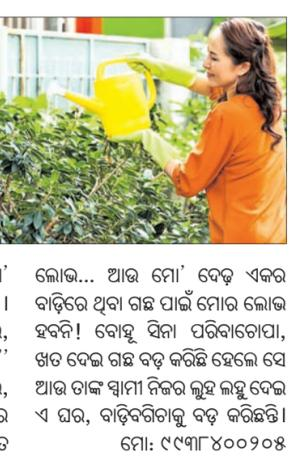 ମ'
ଲୋଭ... ଆଉ ମୋ' ଦେଢ଼ ଏକର
।
ବାଡ଼ିରେ ଥିବା ଗଛ ପାଇଁ ମୋର ଲୋଭ
,
ହବନି! ବୋହୂ ସିନା ପରିବାଚୋପା,
''
ଖତ ଦେଇ ଗଛ ବଡ଼ କରିଛି ହେଲେ ସେ
,
ଆଉ ତାଙ୍କ ସ୍ୱାମୀ ନିଜର ଲୁହ ଲହୁ ଦେଇ
ର
ଏ ଘର, ବାଡ଼ିବଗିଚାକୁ ବଡ଼ କରିଛନ୍ତି।
ତ
ମୋ: ୯୯୩୮୪୦୦୨୦୫